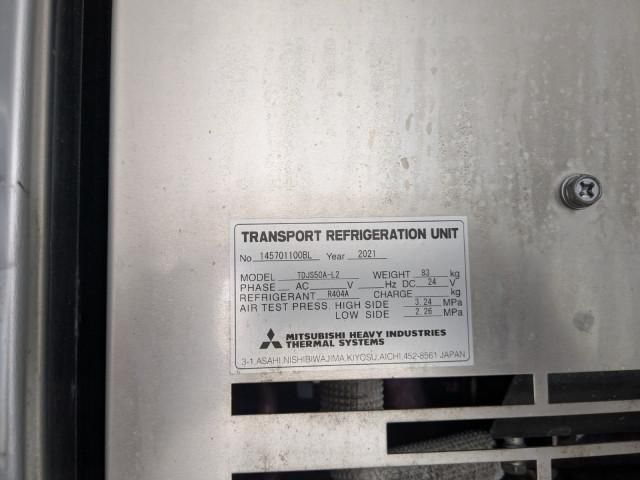 TRANSPORT REFRIGERATION UNIT
No 145701100BL Year 2021
MODEL TDJS50A-L2 WEIGHT 83 kg
PHASE AC V Hz DC 24 V
REFRIGERANT R404A CHARGE kg
AIR TEST PRESS. HIGH SIDE 3.24 MPa
LOW SIDE 2.26 MPa
MITSUBISHI HEAVY INDUSTRIES
THERMAL SYSTEMS
3-1,ASAHI,NISHIBIWAJIMA,KIYOSU,AICHI,452-8561 JAPAN